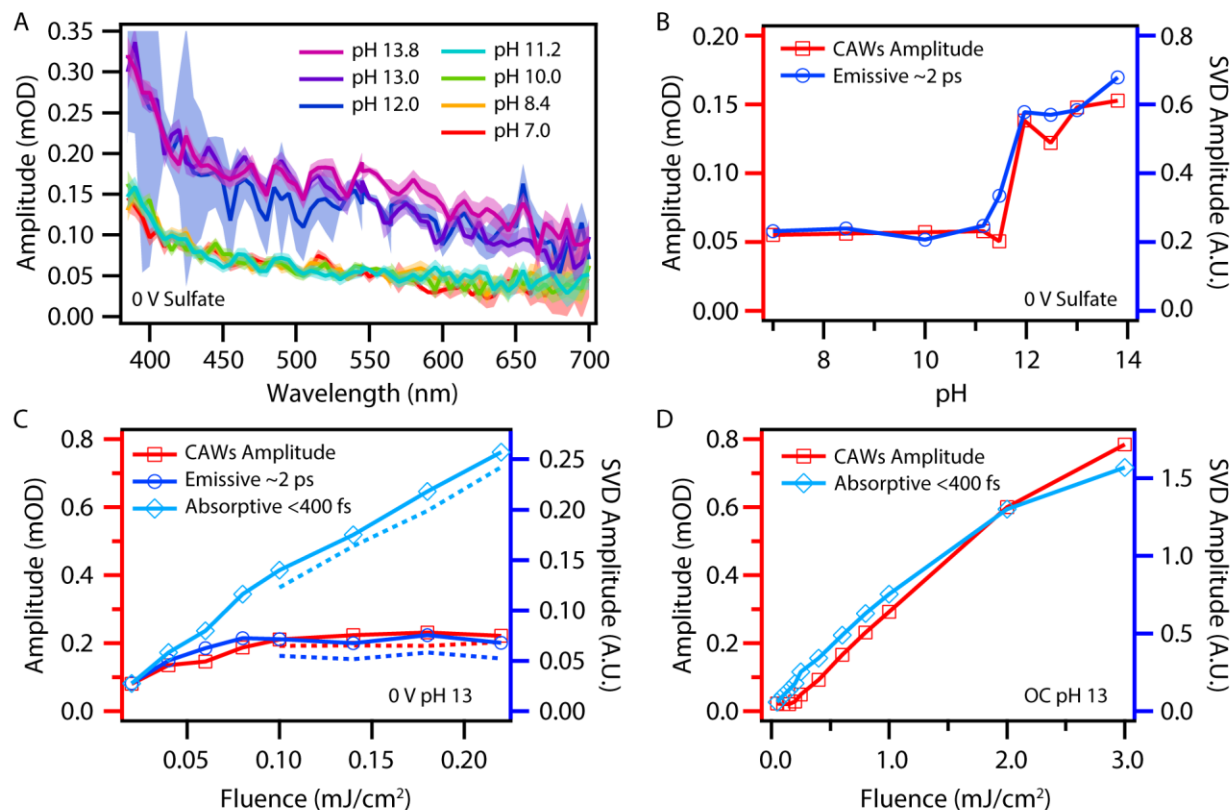 A
0.35
0.30
0.25
0.20
0.15
0.10
0.05
0.00
Amplitude (mOD)
pH 13.8
pH 13.0
pH 12.0
pH 11.2
pH 10.0
pH 8.4
pH 7.0
0 V Sulfate
400
450
500
550
600
650
700
Wavelength (nm)
B
0.20
0.15
0.10
0.05
0.00
Amplitude (mOD)
CAWs Amplitude
Emissive ~2 ps
0 V Sulfate
0.8
0.6
0.4
0.2
0.0
SVD Amplitude (A.U.)
8
10
12
14
pH
C
0.8
0.6
0.4
0.2
0.0
Amplitude (mOD)
CAWs Amplitude
Emissive ~2 ps
Absorptive <400 fs
0 V pH 13
0.25
0.20
0.15
0.10
0.05
0.00
SVD Amplitude (A.U.)
0.05
0.10
0.15
0.20
Fluence (mJ/cm²)
D
0.8
0.6
0.4
0.2
0.0
Amplitude (mOD)
CAWs Amplitude
Absorptive <400 fs
OC pH 13
1.5
1.0
0.5
0.0
SVD Amplitude (A.U.)
0.0
1.0
2.0
3.0
Fluence (mJ/cm²)